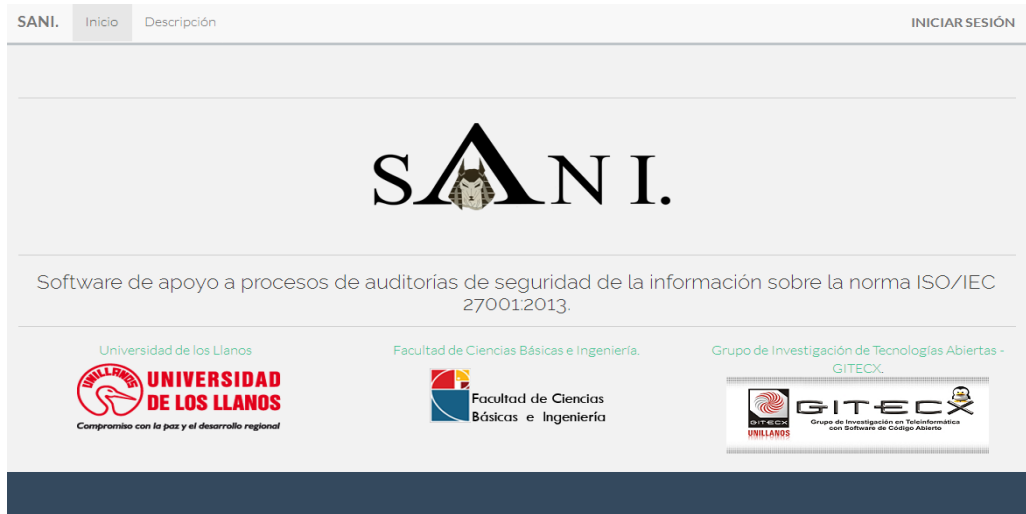 SANI. Inicio Descripción INICIAR SESIÓN
SANI.
Software de apoyo a procesos de auditorías de seguridad de la información sobre la norma ISO/IEC
27001:2013.
Universidad de los Llanos
UNILLANOS
UNIVERSIDAD
DE LOS LLANOS
Compromiso con la paz y el desarrollo regional
Facultad de Ciencias Básicas e Ingeniería.
Facultad de Ciencias
Básicas e Ingeniería
Grupo de Investigación de Tecnologías Abiertas -
GITECX.
GITECX
UNILLANOS
GITECX
Grupo de Investigación en Teleinformática
con Software de Código Abierto